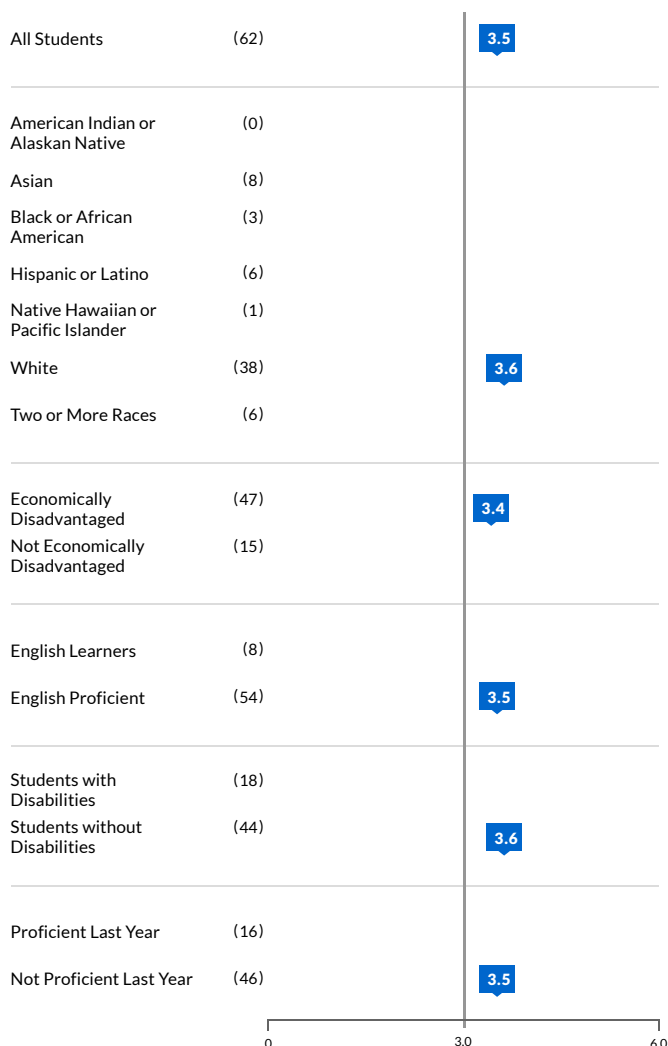 All Students (62) 3.5
American Indian or
Alaskan Native (0)
Asian (8)
Black or African
American (3)
Hispanic or Latino (6)
Native Hawaiian or
Pacific Islander (1)
White (38) 3.6
Two or More Races (6)
Economically
Disadvantaged (47) 3.4
Not Economically
Disadvantaged (15)
English Learners (8)
English Proficient (54) 3.5
Students with
Disabilities (18)
Students without
Disabilities (44) 3.6
Proficient Last Year (16)
Not Proficient Last Year (46) 3.5
0 3.0 6.0